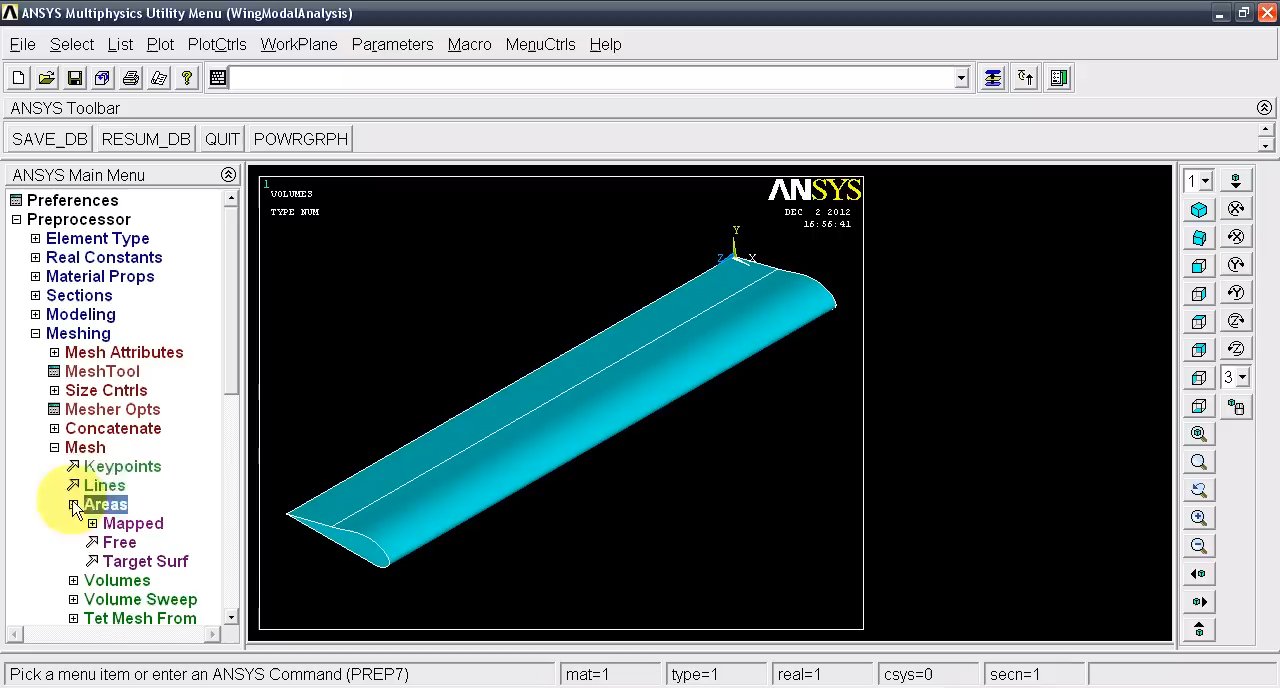 ANSYS Multiphysics Utility Menu (WingModalAnalysis)
File Select List Plot PlotCtrls WorkPlane Parameters Macro MenuCtrls Help
ANSYS Toolbar
SAVE_DB RESUM_DB QUIT POWRGRPH
ANSYS Main Menu
Preferences
Preprocessor
Element Type
Real Constants
Material Props
Sections
Modeling
Meshing
Mesh Attributes
MeshTool
Size Cntrls
Mesher Opts
Concatenate
Mesh
Keypoints
Lines
Areas
Mapped
Free
Target Surf
Volumes
Volume Sweep
Tet Mesh From
1
VOLUMES
TYPE NUM
ANSYS
DEC 2 2012
16:56:41
Y
Z X
1
3
Pick a menu item or enter an ANSYS Command (PREP7) mat=1 type=1 real=1 csys=0 secn=1